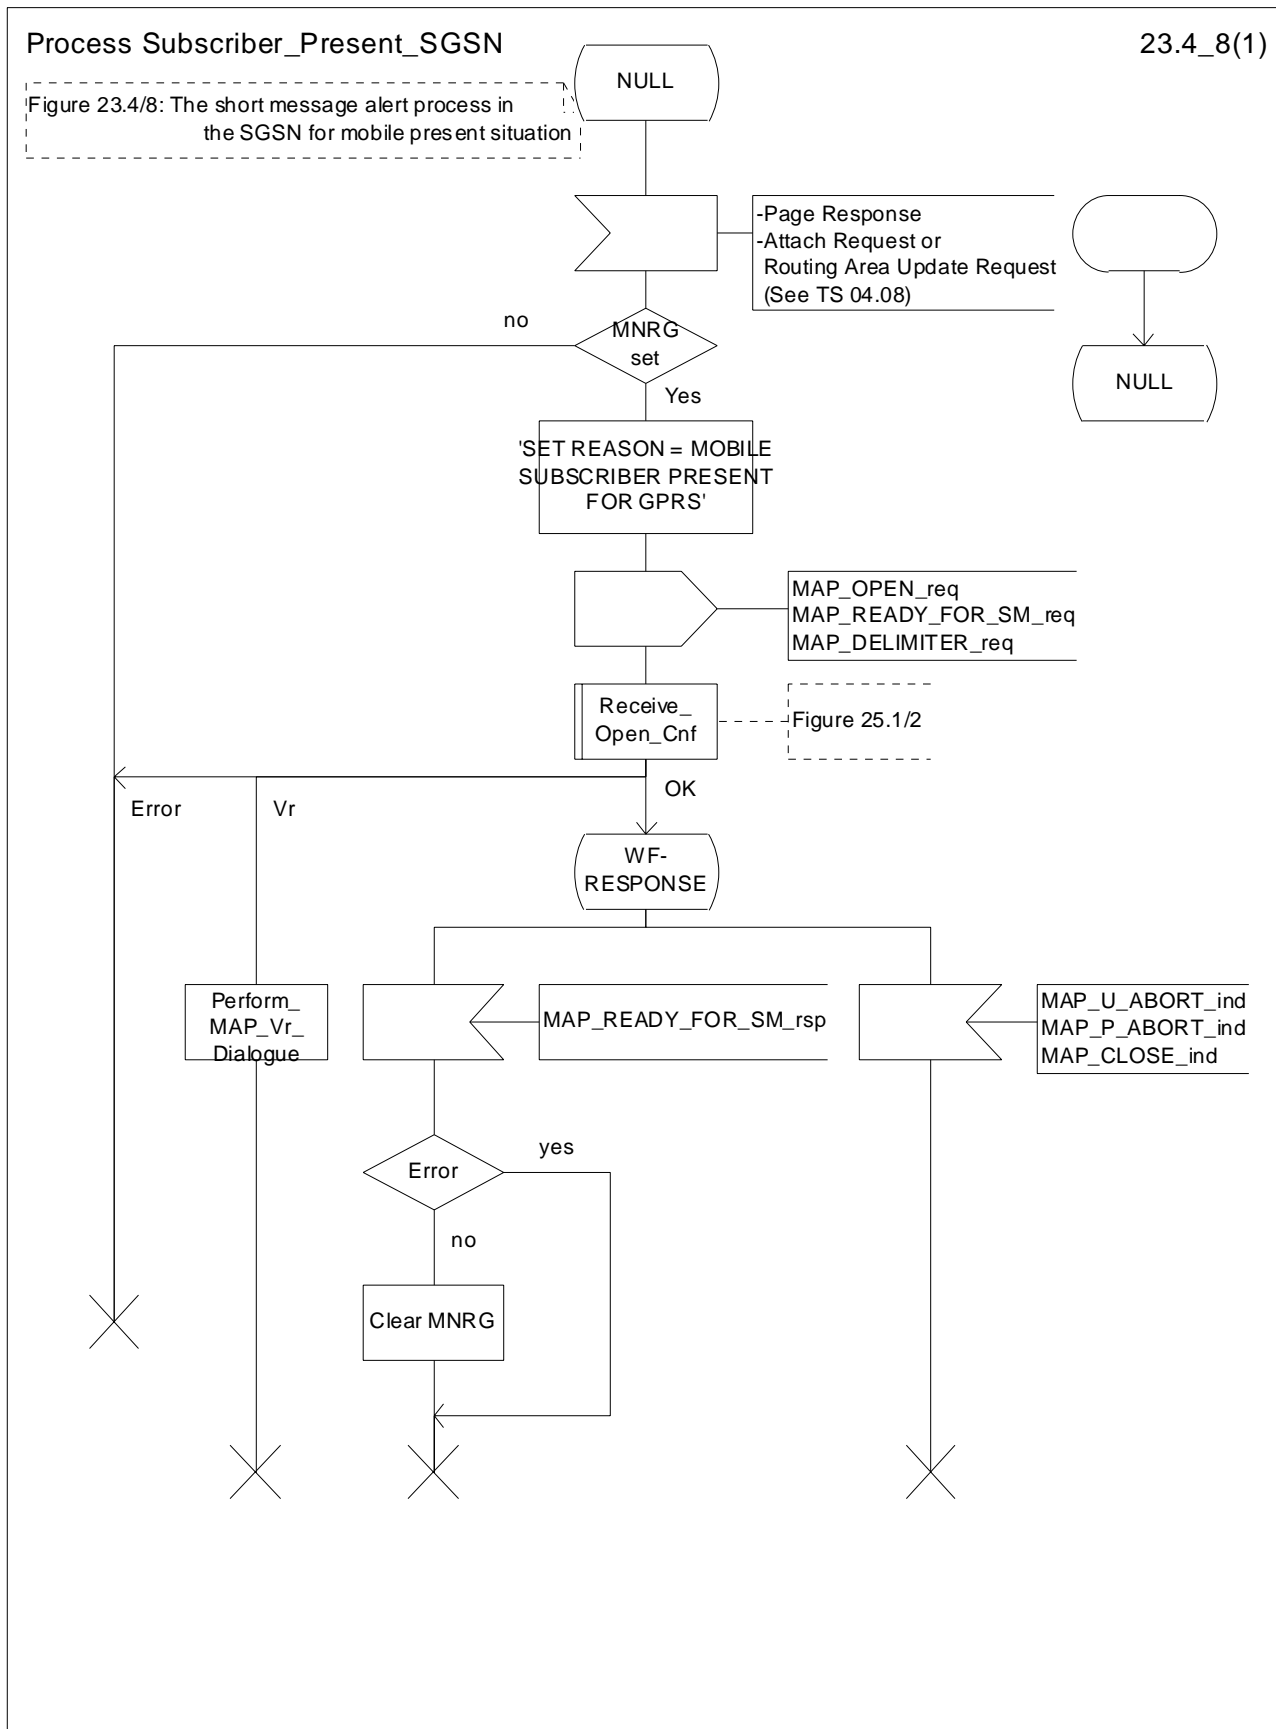 Process Subscriber_Present_SGSN
23.4_8(1)
NULL
Figure 23.4/8: The short message alert process in
the SGSN for mobile present situation
-Page Response
-Attach Request or
Routing Area Update Request
(See TS 04.08)
no
MNRG
set
NULL
Yes
'SET REASON = MOBILE
SUBSCRIBER PRESENT
FOR GPRS'
MAP_OPEN_req
MAP_READY_FOR_SM_req
MAP_DELIMITER_req
Receive_
Open_Cnf
Figure 25.1/2
Error
Vr
OK
WF-
RESPONSE
Perform_
MAP_Vr_
Dialogue
MAP_READY_FOR_SM_rsp
MAP_U_ABORT_ind
MAP_P_ABORT_ind
MAP_CLOSE_ind
Error
yes
no
Clear MNRG